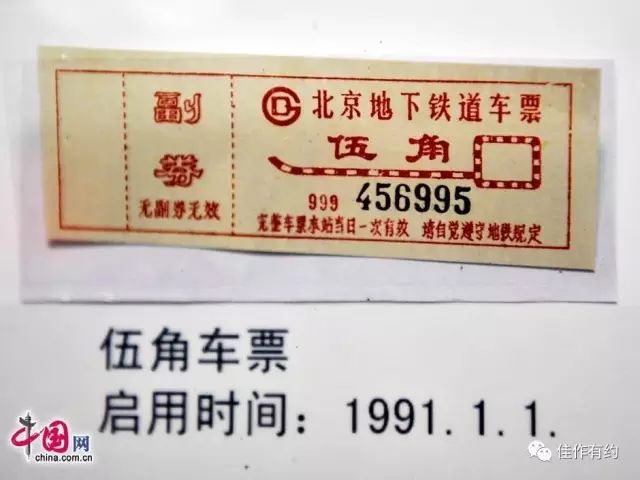 副
券
无副券无效
北京地下铁道车票
伍角
999 456995
完整车票本站当日一次有效 请自觉遵守地铁规定
伍角车票
启用时间：1991.1.1.
中国网
china.com.cn
佳作有约